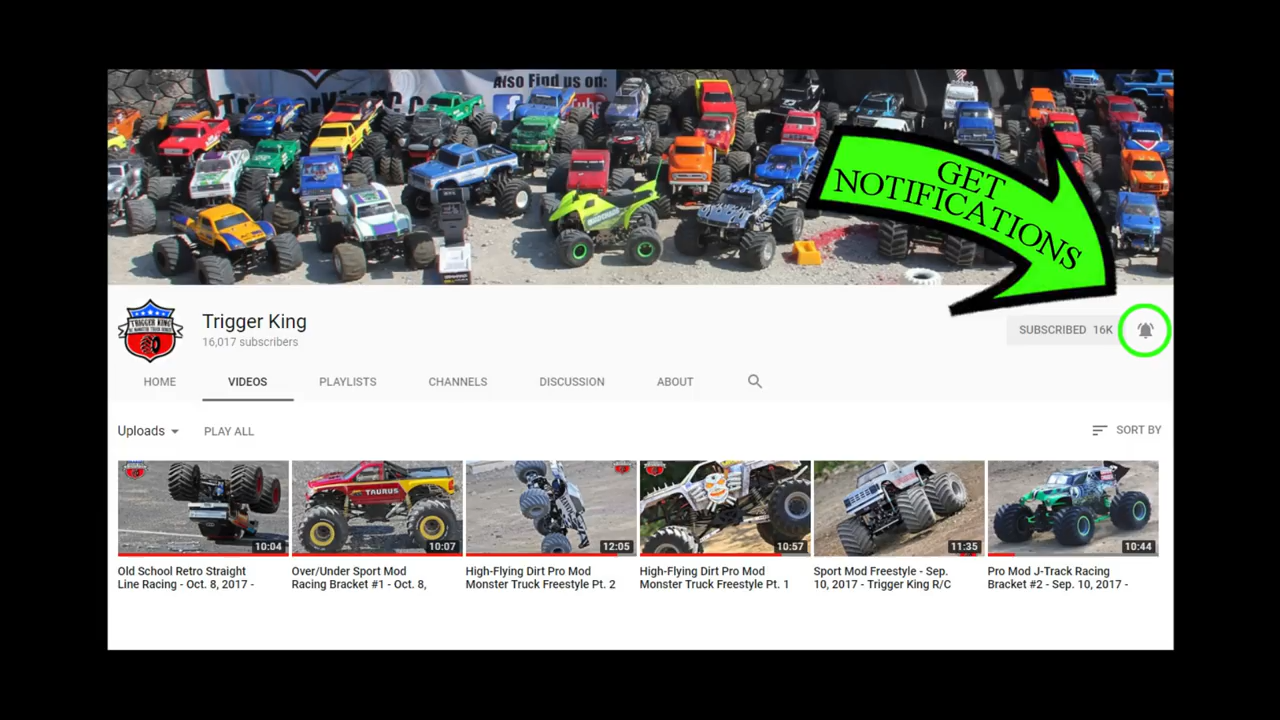 Also Find us on:
GET
NOTIFICATIONS
TRIGGER KING
Trigger King
16,017 subscribers
SUBSCRIBED 16K
HOME
VIDEOS
PLAYLISTS
CHANNELS
DISCUSSION
ABOUT
Uploads
PLAY ALL
SORT BY
10:04
TAURUS
10:07
12:05
10:57
11:35
10:44
Old School Retro Straight
Line Racing - Oct. 8, 2017 -
Over/Under Sport Mod
Racing Bracket #1 - Oct. 8,
High-Flying Dirt Pro Mod
Monster Truck Freestyle Pt. 2
High-Flying Dirt Pro Mod
Monster Truck Freestyle Pt. 1
Sport Mod Freestyle - Sep.
10, 2017 - Trigger King R/C
Pro Mod J-Track Racing
Bracket #2 - Sep. 10, 2017 -